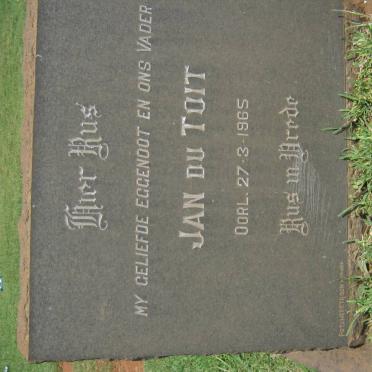 Hier Rus
MY GELIEFDE EGGENOOT EN ONS VADER
JAN DU TOIT
OORL. 27-3-1965
Rus in Vrede